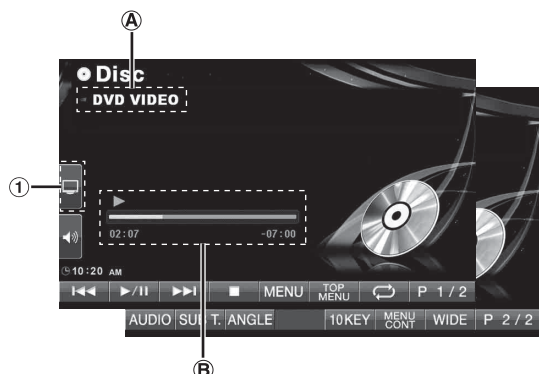 A
Disc
DVD VIDEO
1
02:07 -07:00
10:20 AM
MENU TOP MENU P 1/2
AUDIO ANGLE 10KEY MENU CONT WIDE P 2/2
B